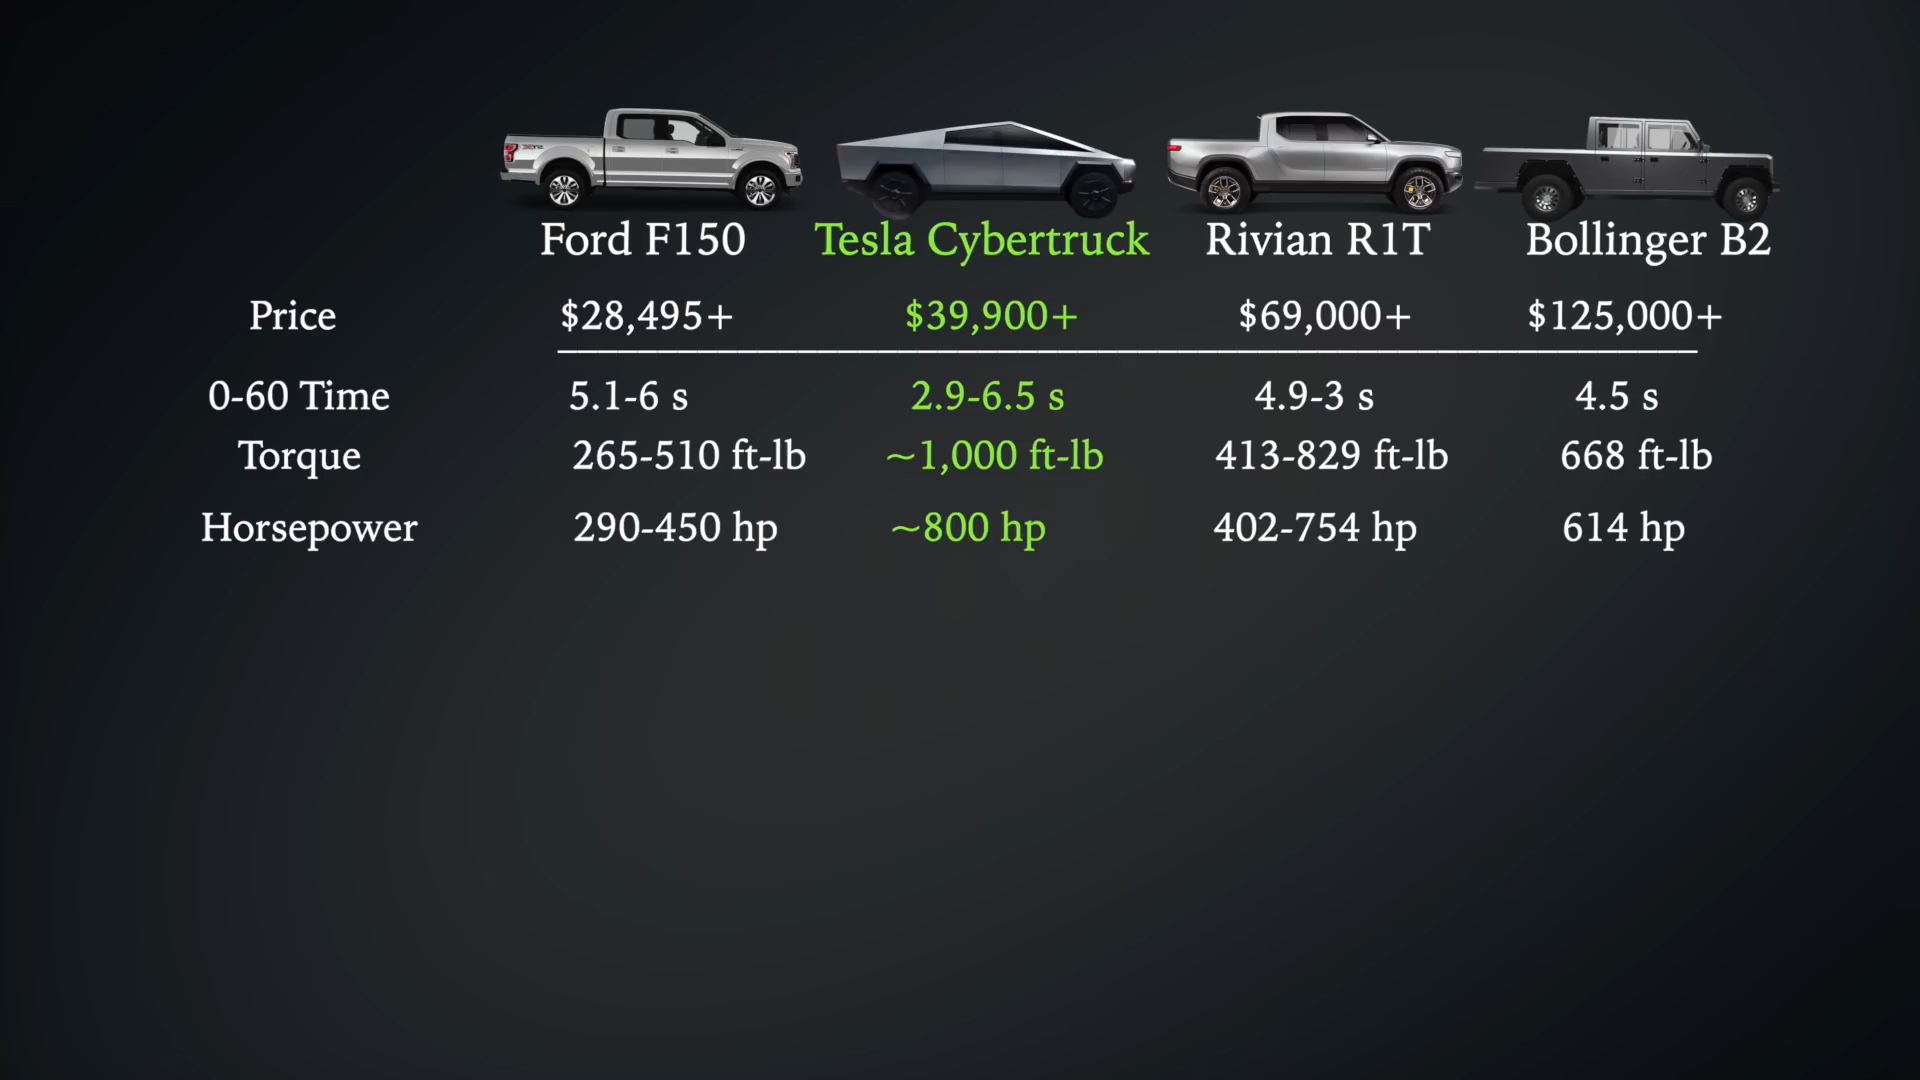 Ford F150 Tesla Cybertruck Rivian R1T Bollinger B2
Price $28,495+ $39,900+ $69,000+ $125,000+
0-60 Time 5.1-6 s 2.9-6.5 s 4.9-3 s 4.5 s
Torque 265-510 ft-lb ~1,000 ft-lb 413-829 ft-lb 668 ft-lb
Horsepower 290-450 hp ~800 hp 402-754 hp 614 hp